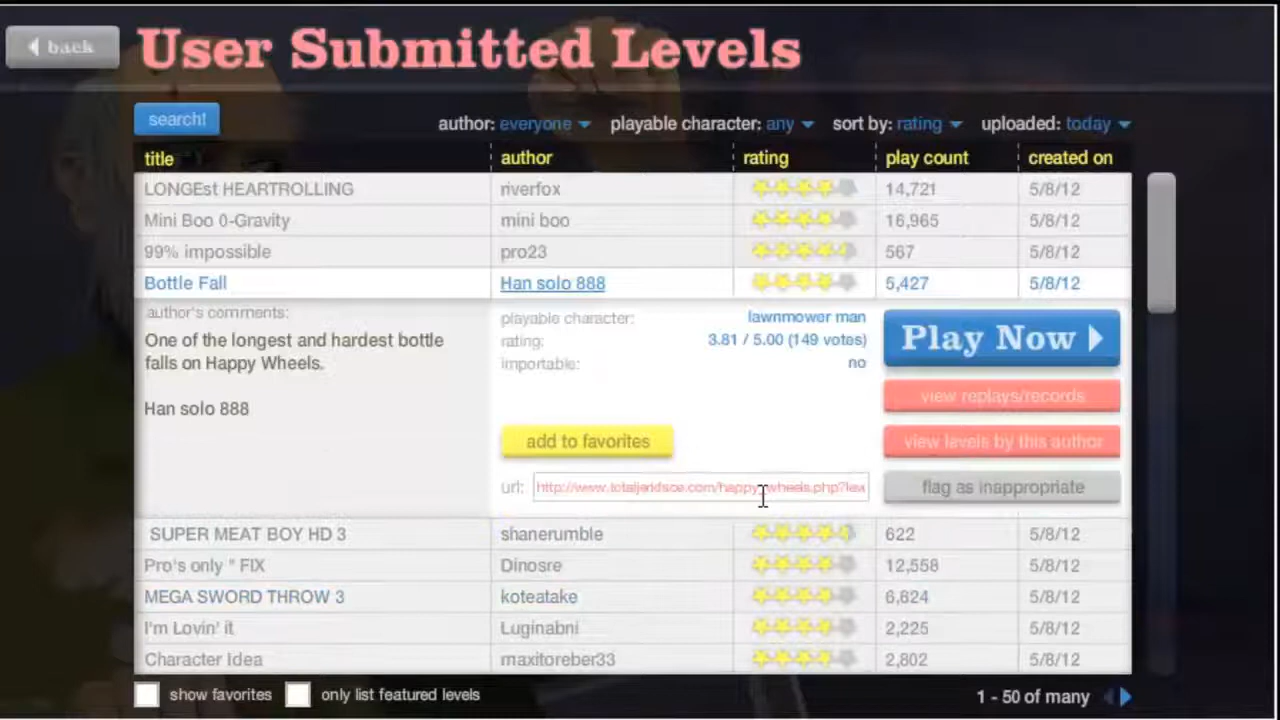 back
User Submitted Levels
search!
author: everyone playable character: any sort by: rating uploaded: today
title author rating play count created on
LONGEst HEARTROLLING riverfox 14,721 5/8/12
Mini Boo 0-Gravity mini boo 16,965 5/8/12
99% impossible pro23 567 5/8/12
Bottle Fall Han solo 888 5,427 5/8/12
author's comments:
One of the longest and hardest bottle
falls on Happy Wheels.
Han solo 888
playable character: lawnmower man
rating: 3.81 / 5.00 (149 votes)
importable: no
add to favorites
url: http://www.totaljerkface.com/happy_wheels.php?lev
Play Now
view replays/records
view levels by this author
flag as inappropriate
SUPER MEAT BOY HD 3 shanerumble 622 5/8/12
Pro's only * FIX Dinosre 12,558 5/8/12
MEGA SWORD THROW 3 koteatake 6,624 5/8/12
I'm Lovin' it Luginabni 2,225 5/8/12
Character Idea maxitoreber33 2,802 5/8/12
show favorites only list featured levels 1 - 50 of many